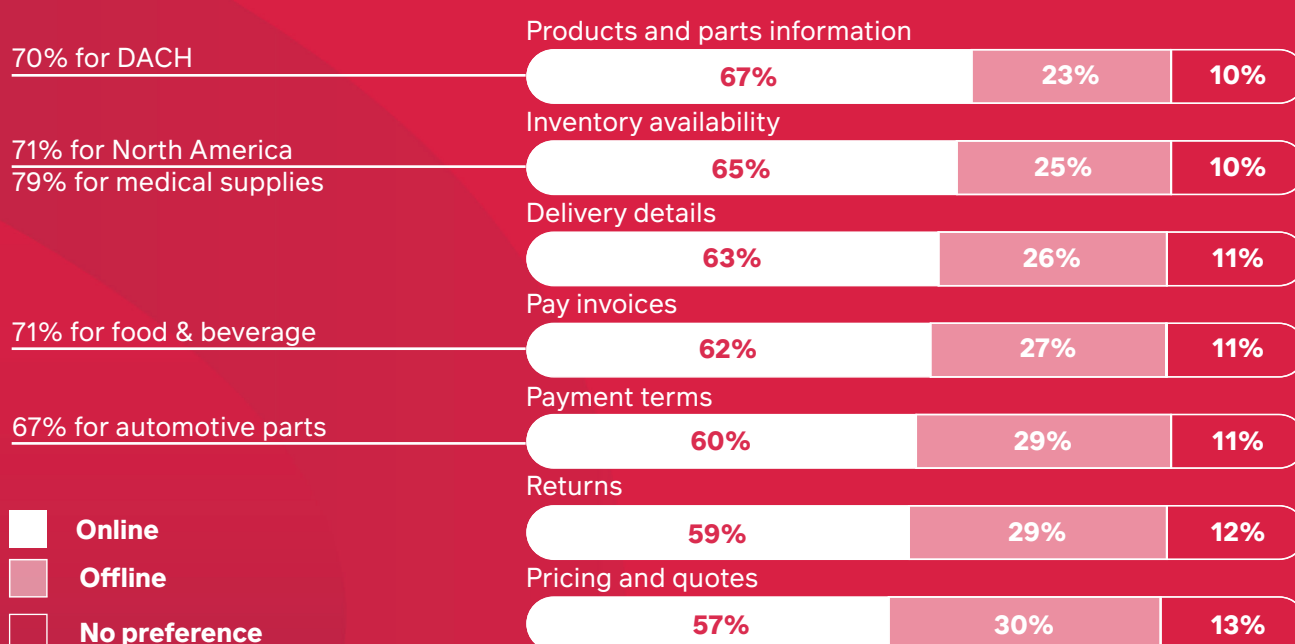 Products and parts information
70% for DACH
67% 23% 10%
Inventory availability
71% for North America
79% for medical supplies
65% 25% 10%
Delivery details
63% 26% 11%
Pay invoices
71% for food & beverage
62% 27% 11%
Payment terms
67% for automotive parts
60% 29% 11%
Returns
59% 29% 12%
Pricing and quotes
57% 30% 13%
Online
Offline
No preference